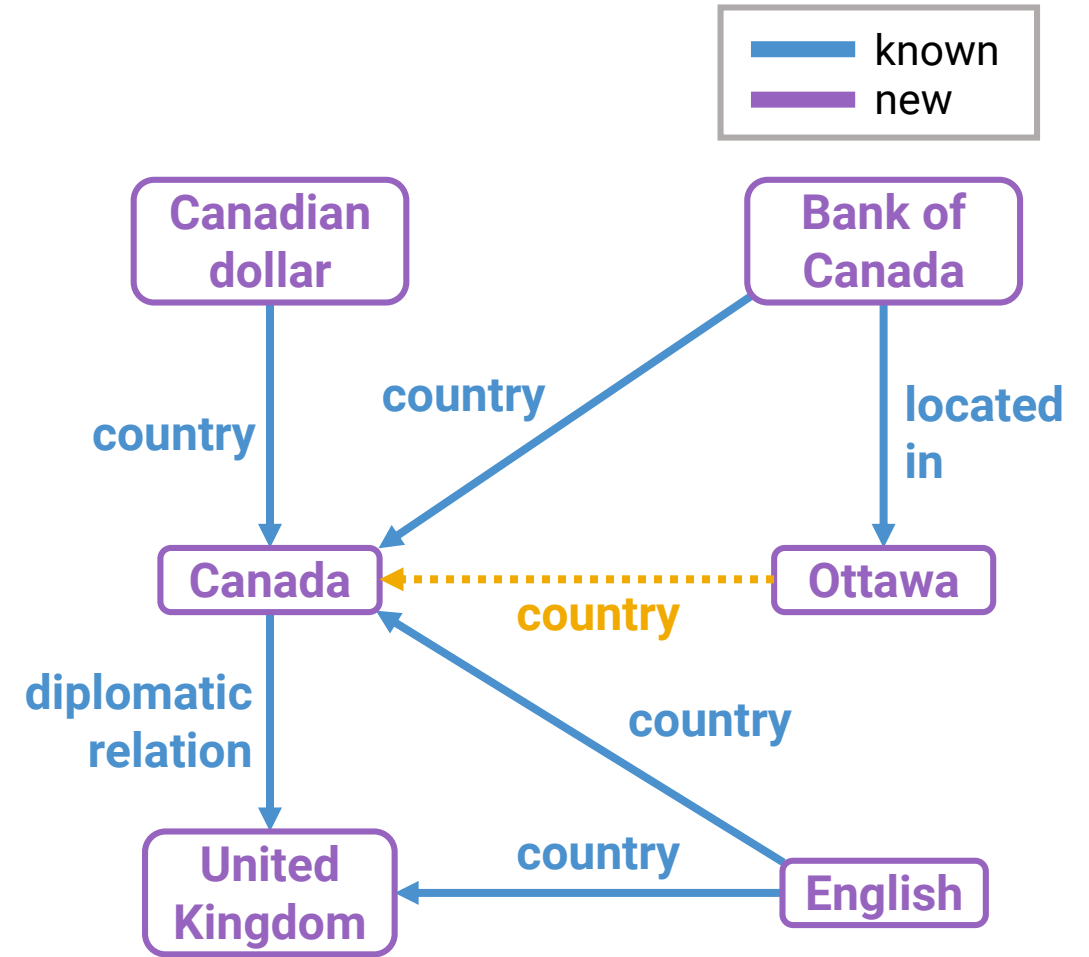 known
new
Canadian
dollar
Bank of
Canada
country
country
located
in
Canada
country
Ottawa
diplomatic
relation
country
United
Kingdom
country
English